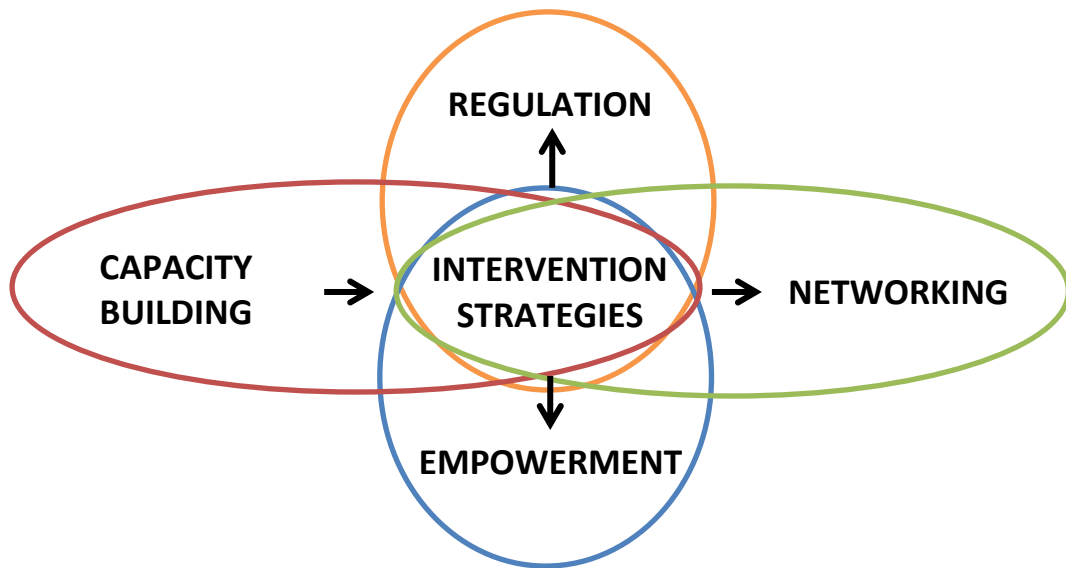 REGULATION
CAPACITY
BUILDING
INTERVENTION
STRATEGIES
NETWORKING
EMPOWERMENT